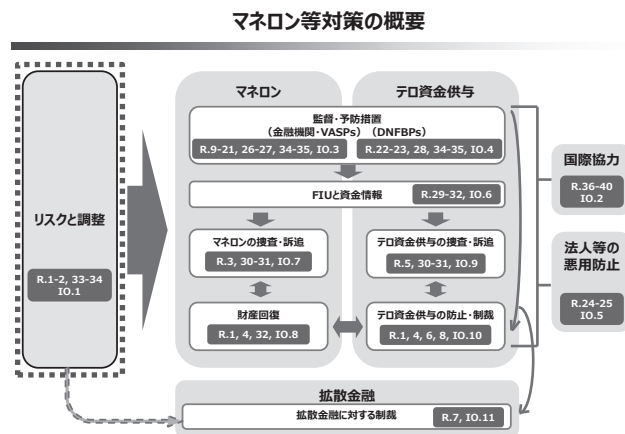 マネロン等対策の概要
リスクと調整
R.1-2, 33-34
IO.1
マネロン
テロ資金供与
監督・予防措置
(金融機関・VASPs) (DNFBPs)
R.9-21, 26-27, 34-35, IO.3
R.22-23, 28, 34-35, IO.4
FIUと資金情報
R.29-32, IO.6
マネロンの捜査・訴追
R.3, 30-31, IO.7
テロ資金供与の捜査・訴追
R.5, 30-31, IO.9
財産回復
R.1, 4, 32, IO.8
テロ資金供与の防止・制裁
R.1, 4, 6, 8, IO.10
国際協力
R.36-40
IO.2
法人等の
悪用防止
R.24-25
IO.5
拡散金融
拡散金融に対する制裁
R.7, IO.11